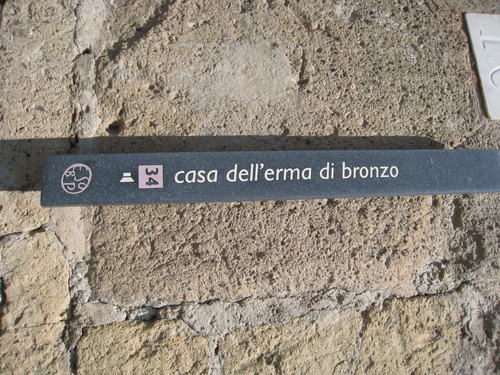 34 casa dell'erma di bronzo